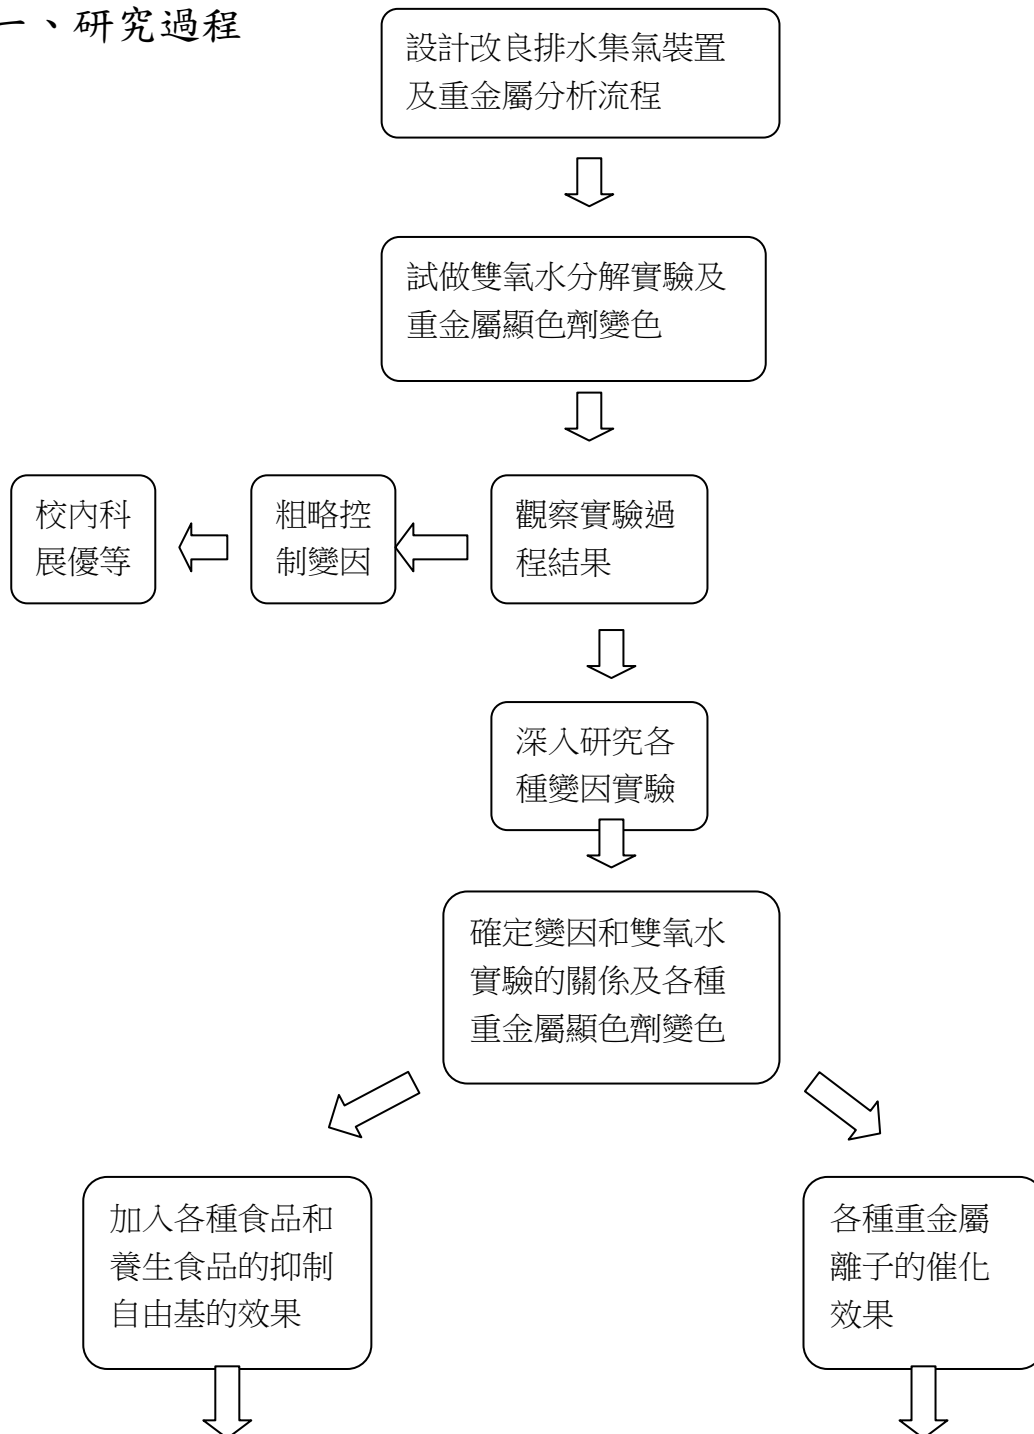 一、研究過程
設計改良排水集氣裝置
及重金屬分析流程
試做雙氧水分解實驗及
重金屬顯色劑變色
校內科
展優等
粗略控
制變因
觀察實驗過
程結果
深入研究各
種變因實驗
確定變因和雙氧水
實驗的關係及各種
重金屬顯色劑變色
加入各種食品和
養生食品的抑制
自由基的效果
各種重金屬
離子的催化
效果